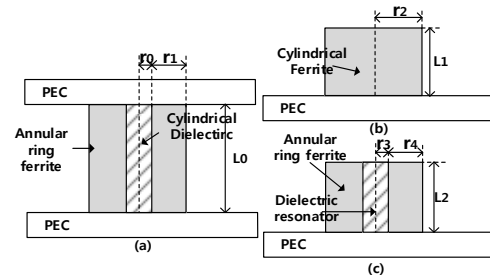 r0 r1
PEC
Annular
ring
ferrite
Cylindrical
Dielectirc
L0
PEC
(a)
r2
Cylindrical
Ferrite
L1
PEC
(b)
Annular
ring ferrite
r3 r4
Dielectric
resonator
L2
PEC
(c)